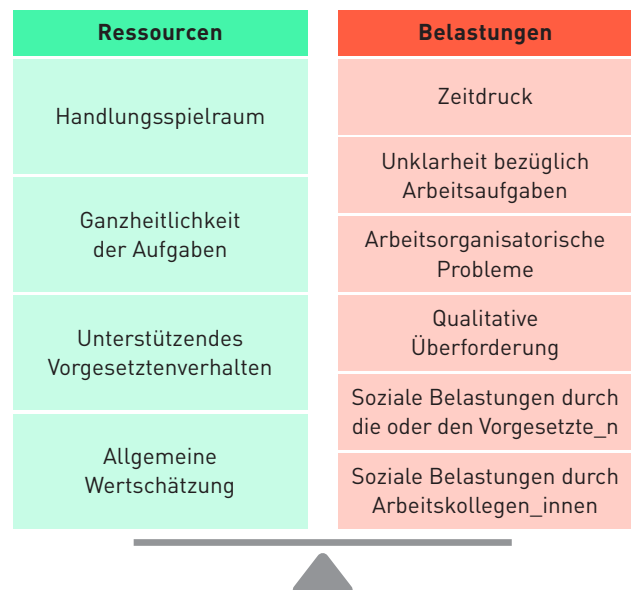 Ressourcen
Handlungsspielraum
Ganzheitlichkeit
der Aufgaben
Unterstützendes
Vorgesetztenverhalten
Allgemeine
Wertschätzung
Belastungen
Zeitdruck
Unklarheit bezüglich
Arbeitsaufgaben
Arbeitsorganisatorische
Probleme
Qualitative
Überforderung
Soziale Belastungen durch
die oder den Vorgesetzte_n
Soziale Belastungen durch
Arbeitskollegen_innen